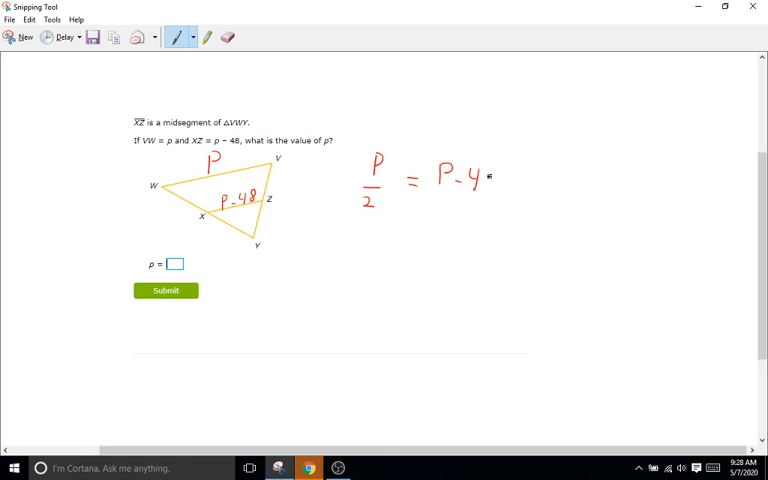 Snipping Tool
File Edit Tools Help
New Delay
XZ is a midsegment of △VWY.
If VW = p and XZ = p − 48, what is the value of p?
P
V
W
P - 48
Z
X
Y
P/2 = P - 4
p =
Submit
I'm Cortana. Ask me anything.
9:28 AM
5/7/2020